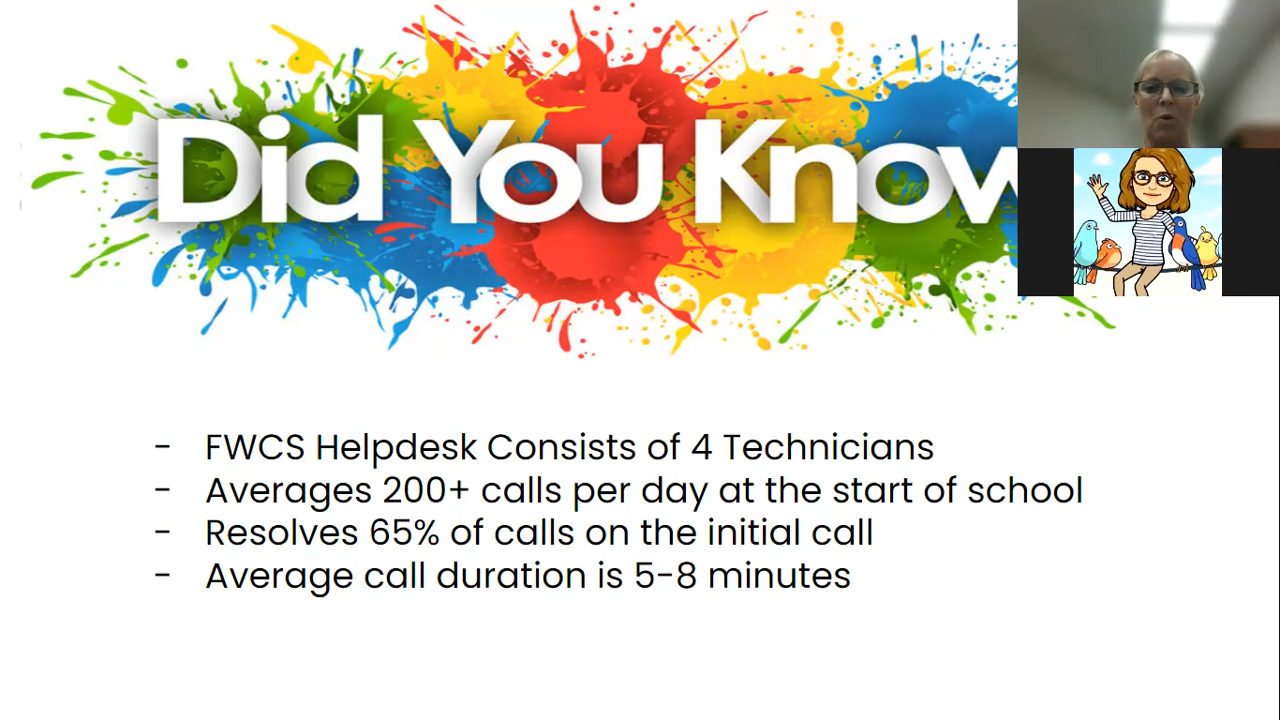 Did You Know
- FWCS Helpdesk Consists of 4 Technicians
- Averages 200+ calls per day at the start of school
- Resolves 65% of calls on the initial call
- Average call duration is 5-8 minutes